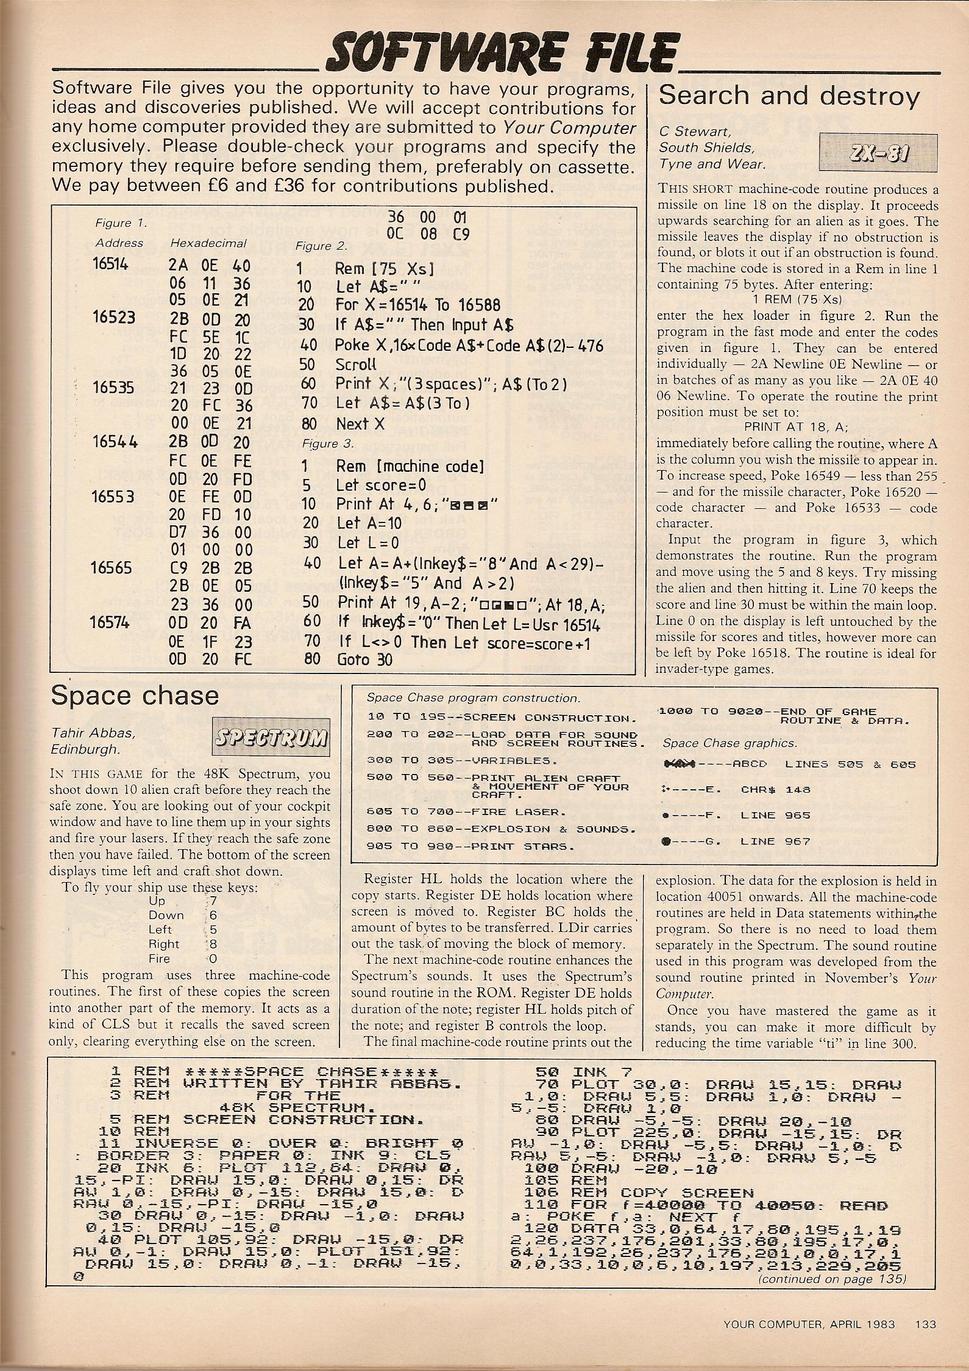 SOFTWARE FILE
Software File gives you the opportunity to have your programs,
ideas and discoveries published. We will accept contributions for
any home computer provided they are submitted to Your Computer
exclusively. Please double-check your programs and specify the
memory they require before sending them, preferably on cassette.
We pay between £6 and £36 for contributions published.
Figure 1.
Address Hexadecimal
16514 2A 0E 40
06 11 36
05 0E 21
16523 2B 0D 20
FC 5E 1C
1D 20 22
36 05 0E
16535 21 23 0D
20 FC 36
00 0E 21
16544 2B 0D 20
FC 0E FE
0D 20 FD
16553 0E FE 0D
20 FD 10
D7 36 00
01 00 00
16565 C9 2B 2B
2B 0E 05
23 36 00
16574 0D 20 FA
0E 1F 23
0D 20 FC
36 00 01
0C 08 C9
Figure 2.
1 Rem [75 Xs]
10 Let A$=" "
20 For X=16514 To 16588
30 If A$="" Then Input A$
40 Poke X,16×Code A$+Code A$(2)-476
50 Scroll
60 Print X;"(3spaces)"; A$(To2)
70 Let A$=A$(3To)
80 Next X
Figure 3.
1 Rem [machine code]
5 Let score=0
10 Print At 4,6;" "
20 Let A=10
30 Let L=0
40 Let A=A+(Inkey$="8"And A<29)-
(Inkey$="5" And A>2)
50 Print At 19,A-2;" "; At 18,A;
60 If Inkey$="0" Then Let L=Usr 16514
70 If L<>0 Then Let score=score+1
80 Goto 30
Search and destroy
C Stewart,
South Shields,
Tyne and Wear.
ZX-81
THIS SHORT machine-code routine produces a
missile on line 18 on the display. It proceeds
upwards searching for an alien as it goes. The
missile leaves the display if no obstruction is
found, or blots it out if an obstruction is found.
The machine code is stored in a Rem in line 1
containing 75 bytes. After entering:
1 REM (75 Xs)
enter the hex loader in figure 2. Run the
program in the fast mode and enter the codes
given in figure 1. They can be entered
individually — 2A Newline 0E Newline — or
in batches of as many as you like — 2A 0E 40
06 Newline. To operate the routine the print
position must be set to:
PRINT AT 18, A;
immediately before calling the routine, where A
is the column you wish the missile to appear in.
To increase speed, Poke 16549 — less than 255
— and for the missile character, Poke 16520 —
code character — and Poke 16533 — code
character.
Input the program in figure 3, which
demonstrates the routine. Run the program
and move using the 5 and 8 keys. Try missing
the alien and then hitting it. Line 70 keeps the
score and line 30 must be within the main loop.
Line 0 on the display is left untouched by the
missile for scores and titles, however more can
be left by Poke 16518. The routine is ideal for
invader-type games.
Space chase
Tahir Abbas,
Edinburgh.
SPECTRUM
IN THIS GAME for the 48K Spectrum, you
shoot down 10 alien craft before they reach the
safe zone. You are looking out of your cockpit
window and have to line them up in your sights
and fire your lasers. If they reach the safe zone
then you have failed. The bottom of the screen
displays time left and craft shot down.
To fly your ship use these keys:
Up 7
Down 6
Left 5
Right 8
Fire 0
This program uses three machine-code
routines. The first of these copies the screen
into another part of the memory. It acts as a
kind of CLS but it recalls the saved screen
only, clearing everything else on the screen.
Space Chase program construction.
10 TO 195--SCREEN CONSTRUCTION.
200 TO 202--LOAD DATA FOR SOUND
AND SCREEN ROUTINES.
300 TO 305--VARIABLES.
500 TO 560--PRINT ALIEN CRAFT
& MOVEMENT OF YOUR
CRAFT.
605 TO 700--FIRE LASER.
800 TO 860--EXPLOSION & SOUNDS.
905 TO 980--PRINT STARS.
1000 TO 9020--END OF GAME
ROUTINE & DATA.
Space Chase graphics.
----ABCD LINES 505 & 605
----E. CHR$ 148
----F. LINE 965
----G. LINE 967
Register HL holds the location where the
copy starts. Register DE holds location where
screen is moved to. Register BC holds the
amount of bytes to be transferred. LDir carries
out the task of moving the block of memory.
The next machine-code routine enhances the
Spectrum's sounds. It uses the Spectrum's
sound routine in the ROM. Register DE holds
duration of the note; register HL holds pitch of
the note; and register B controls the loop.
The final machine-code routine prints out the
explosion. The data for the explosion is held in
location 40051 onwards. All the machine-code
routines are held in Data statements within the
program. So there is no need to load them
separately in the Spectrum. The sound routine
used in this program was developed from the
sound routine printed in November's Your
Computer.
Once you have mastered the game as it
stands, you can make it more difficult by
reducing the time variable "ti" in line 300.
1 REM *****SPACE CHASE*****
2 REM WRITTEN BY TAHIR ABBAS.
3 REM FOR THE
48K SPECTRUM.
5 REM SCREEN CONSTRUCTION.
10 REM
11 INVERSE 0: OVER 0: BRIGHT 0
: BORDER 3: PAPER 0: INK 9: CLS
20 INK 6: PLOT 112,64: DRAW 0,
15,-PI: DRAW 15,0: DRAW 0,15: DR
AW 1,0: DRAW 0,-15: DRAW 15,0: D
RAW 0,-15,-PI: DRAW -15,0
30 DRAW 0,-15: DRAW -1,0: DRAW
0,15: DRAW -15,0
40 PLOT 105,92: DRAW -15,0: DR
AW 0,-1: DRAW 15,0: PLOT 151,92:
DRAW 15,0: DRAW 0,-1: DRAW -15,
0
50 INK 7
70 PLOT 30,0: DRAW 15,15: DRAW
1,0: DRAW 5,5: DRAW 1,0: DRAW -
5,-5: DRAW 1,0
80 DRAW -5,-5: DRAW 20,-10
90 PLOT 225,0: DRAW -15,15: DR
AW -1,0: DRAW -5,5: DRAW -1,0: D
RAW 5,-5: DRAW -1,0: DRAW 5,-5
100 DRAW -20,-10
105 REM
106 REM COPY SCREEN
110 FOR f=40000 TO 40050: READ
a: POKE f,a: NEXT f
120 DATA 33,0,64,17,80,195,1,19
2,26,237,176,201,33,80,195,17,0,
64,1,192,26,237,176,201,0,0,17,1
0,0,33,10,0,6,10,197,213,229,205
(continued on page 135)
YOUR COMPUTER, APRIL 1983 133